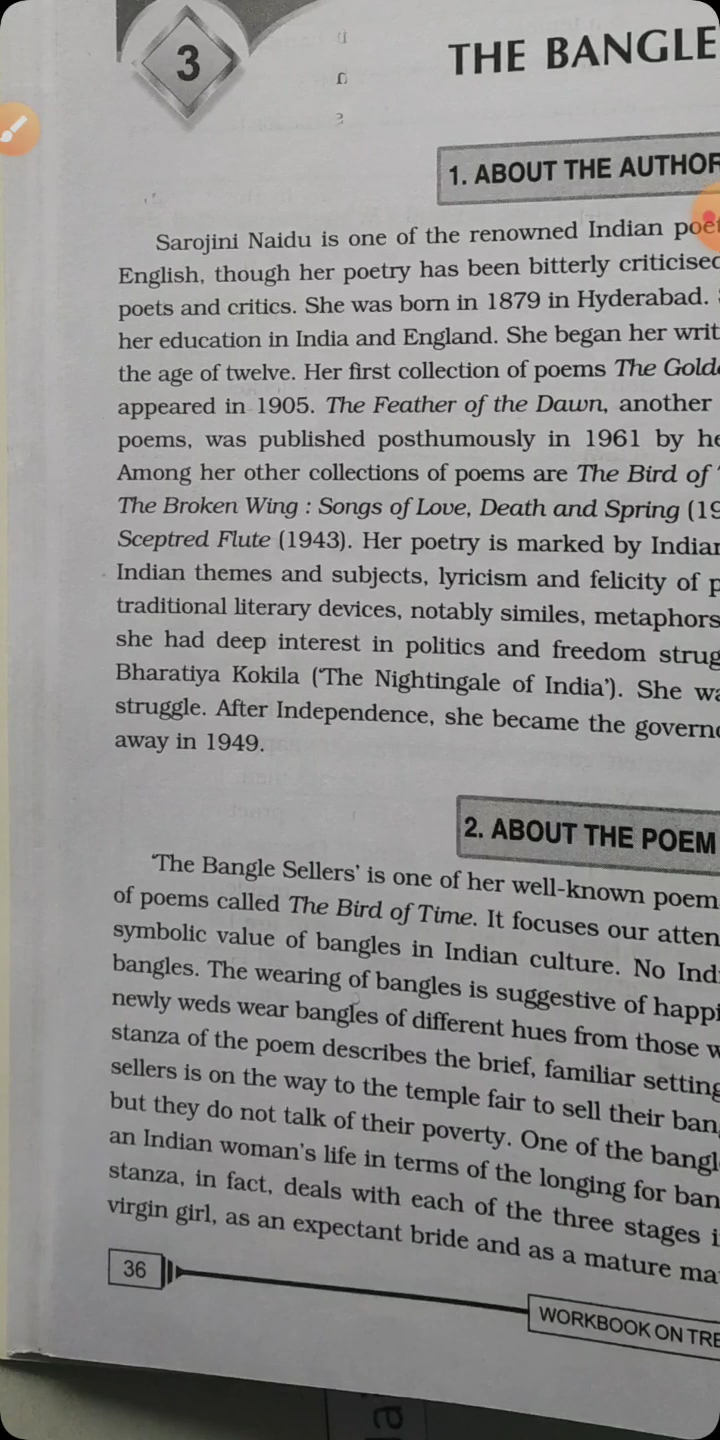 3
THE BANGLE
1. ABOUT THE AUTHOR
Sarojini Naidu is one of the renowned Indian
English, though her poetry has been bitterly criticised
poets and critics. She was born in 1879 in Hyderabad.
her education in India and England. She began her writ
the age of twelve. Her first collection of poems The Gold
appeared in 1905. The Feather of the Dawn, another
poems, was published posthumously in 1961 by he
Among her other collections of poems are The Bird of
The Broken Wing : Songs of Love, Death and Spring (19
Sceptred Flute (1943). Her poetry is marked by Indian
Indian themes and subjects, lyricism and felicity of p
traditional literary devices, notably similes, metaphors
she had deep interest in politics and freedom strug
Bharatiya Kokila (‘The Nightingale of India’). She wa
struggle. After Independence, she became the governo
away in 1949.
2. ABOUT THE POEM
‘The Bangle Sellers’ is one of her well-known poem
of poems called The Bird of Time. It focuses our atten
symbolic value of bangles in Indian culture. No Ind
bangles. The wearing of bangles is suggestive of happi
newly weds wear bangles of different hues from those w
stanza of the poem describes the brief, familiar setting
sellers is on the way to the temple fair to sell their ban
but they do not talk of their poverty. One of the bangl
an Indian woman’s life in terms of the longing for ban
stanza, in fact, deals with each of the three stages i
virgin girl, as an expectant bride and as a mature ma
36
WORKBOOK ON TRE